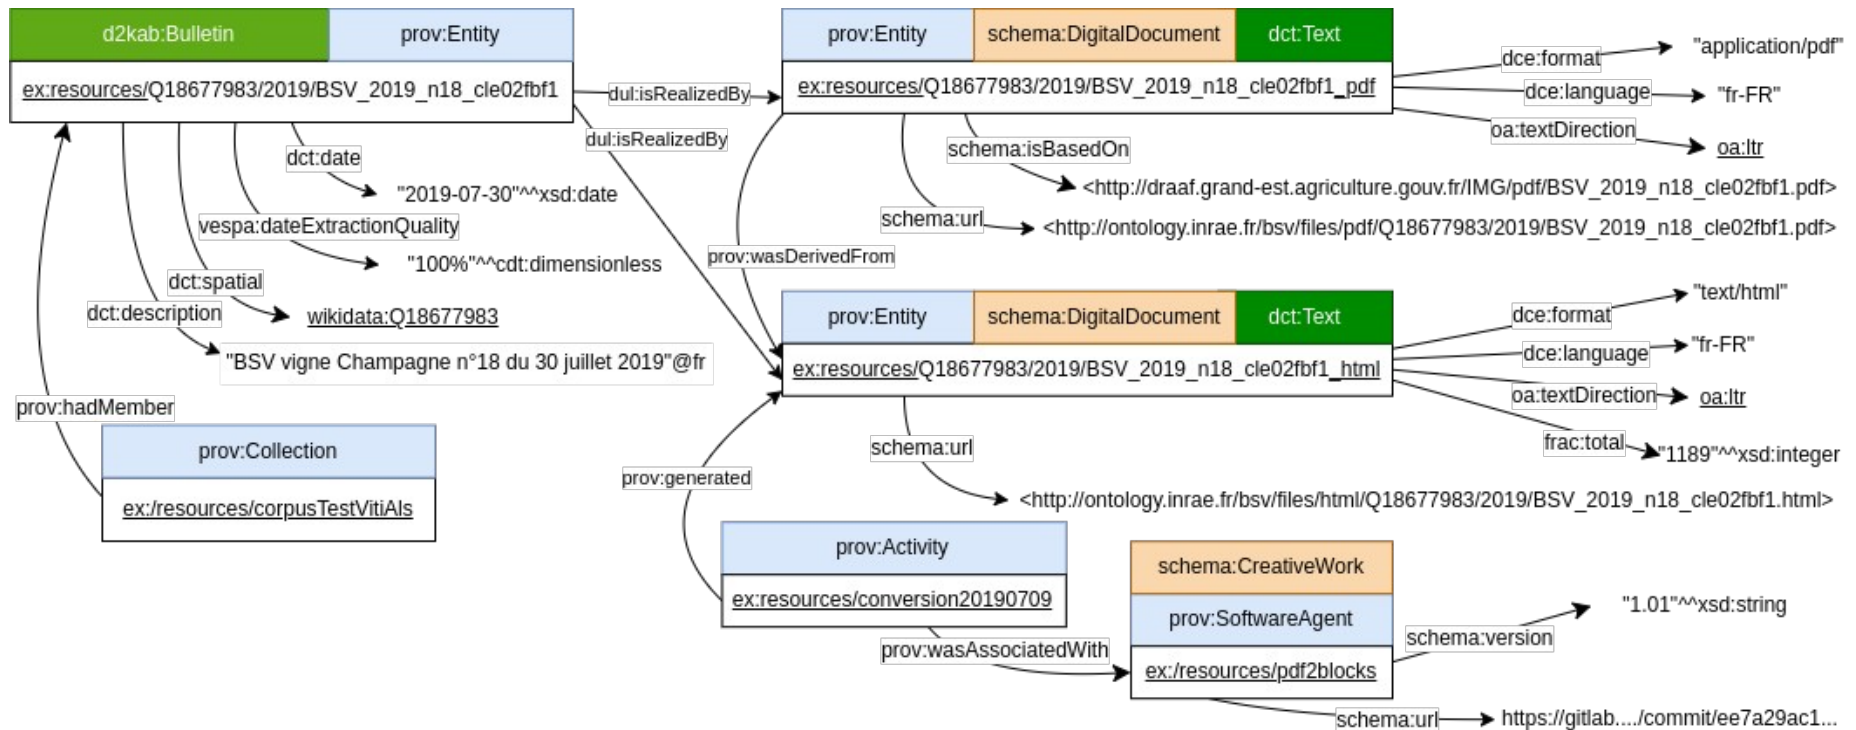 d2kab:Bulletin
prov:Entity
ex:resources/Q18677983/2019/BSV_2019_n18_cle02fbf1
dul:isRealizedBy
dul:isRealizedBy
dct:date
"2019-07-30"^^xsd:date
vespa:dateExtractionQuality
"100%"^^cdt:dimensionless
dct:spatial
wikidata:Q18677983
dct:description
"BSV vigne Champagne n°18 du 30 juillet 2019"@fr
prov:hadMember
prov:Collection
ex:/resources/corpusTestVitiAls
prov:Entity
schema:DigitalDocument
dct:Text
ex:resources/Q18677983/2019/BSV_2019_n18_cle02fbf1_pdf
dce:format
"application/pdf"
dce:language
"fr-FR"
oa:textDirection
oa:ltr
schema:isBasedOn
<http://draaf.grand-est.agriculture.gouv.fr/IMG/pdf/BSV_2019_n18_cle02fbf1.pdf>
schema:url
<http://ontology.inrae.fr/bsv/files/pdf/Q18677983/2019/BSV_2019_n18_cle02fbf1.pdf>
prov:wasDerivedFrom
prov:Entity
schema:DigitalDocument
dct:Text
ex:resources/Q18677983/2019/BSV_2019_n18_cle02fbf1_html
dce:format
"text/html"
dce:language
"fr-FR"
oa:textDirection
oa:ltr
frac:total
"1189"^^xsd:integer
schema:url
<http://ontology.inrae.fr/bsv/files/html/Q18677983/2019/BSV_2019_n18_cle02fbf1.html>
prov:generated
prov:Activity
ex:resources/conversion20190709
prov:wasAssociatedWith
schema:CreativeWork
prov:SoftwareAgent
ex:/resources/pdf2blocks
schema:version
"1.01"^^xsd:string
schema:url
https://gitlab..../commit/ee7a29ac1...